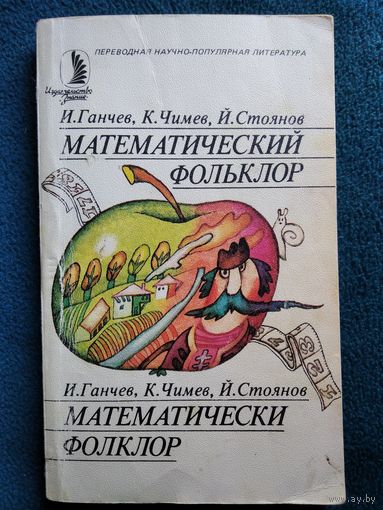 ПЕРЕВОДНАЯ НАУЧНО-ПОПУЛЯРНАЯ ЛИТЕРАТУРА
Издательство
Знание
И.Ганчев, К.Чимев, Й.Стоянов
МАТЕМАТИЧЕСКИЙ
ФОЛЬКЛОР
И.Ганчев, К.Чимев, Й.Стоянов
МАТЕМАТИЧЕСКИ
ФОЛКЛОР
www.ay.by